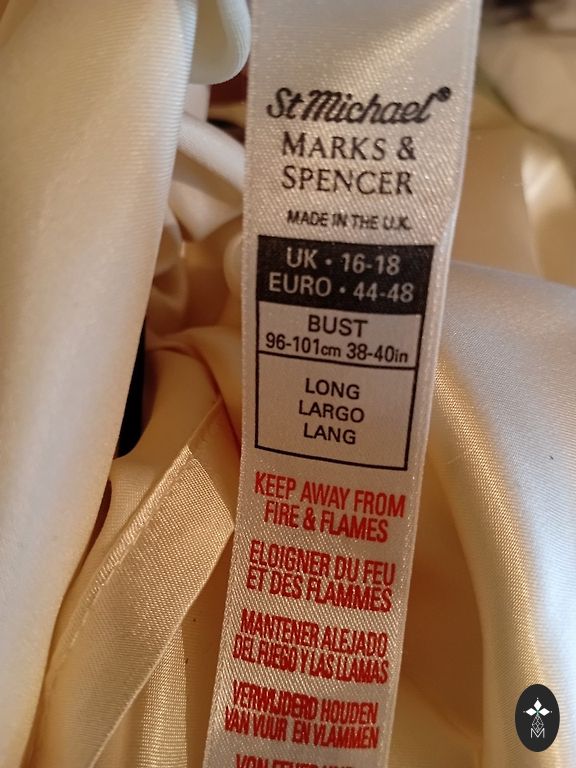 St Michael®
MARKS &
SPENCER
MADE IN THE U.K.
UK • 16-18
EURO • 44-48
BUST
96-101cm 38-40in
LONG
LARGO
LANG
KEEP AWAY FROM
FIRE & FLAMES
ELOIGNER DU FEU
ET DES FLAMMES
MANTENER ALEJADO
DEL FUEGO Y LAS LLAMAS
VERWIJDERD HOUDEN
VAN VUUR EN VLAMMEN
VON FEUER